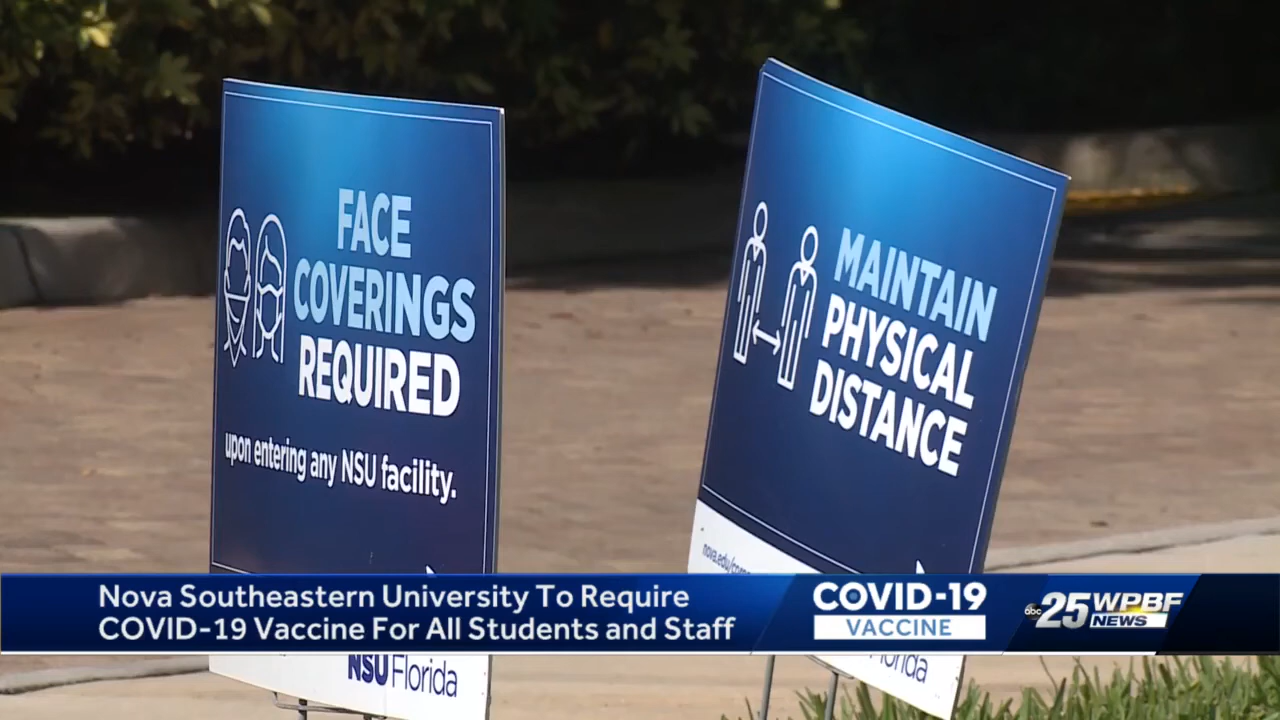 FACE
COVERINGS
REQUIRED
upon entering any NSU facility.
NSU Florida
MAINTAIN
PHYSICAL
DISTANCE
Nova Southeastern University To Require
COVID-19 Vaccine For All Students and Staff
COVID-19
VACCINE
abc 25 WPBF
NEWS